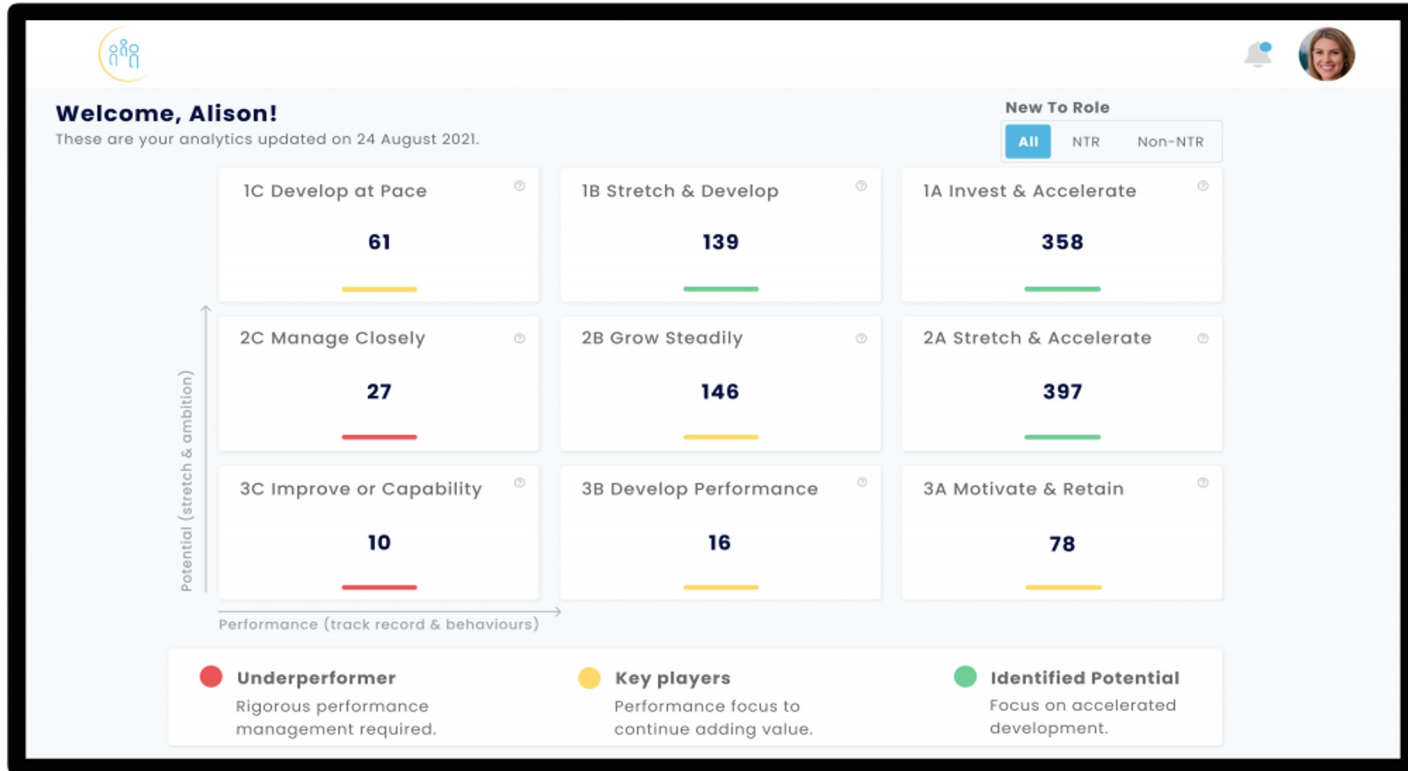 Welcome, Alison!
These are your analytics updated on 24 August 2021.
New To Role
All NTR Non-NTR
1C Develop at Pace
61
1B Stretch & Develop
139
1A Invest & Accelerate
358
2C Manage Closely
27
2B Grow Steadily
146
2A Stretch & Accelerate
397
3C Improve or Capability
10
3B Develop Performance
16
3A Motivate & Retain
78
Potential (stretch & ambition)
Performance (track record & behaviours)
Underperformer
Rigorous performance
management required.
Key players
Performance focus to
continue adding value.
Identified Potential
Focus on accelerated
development.